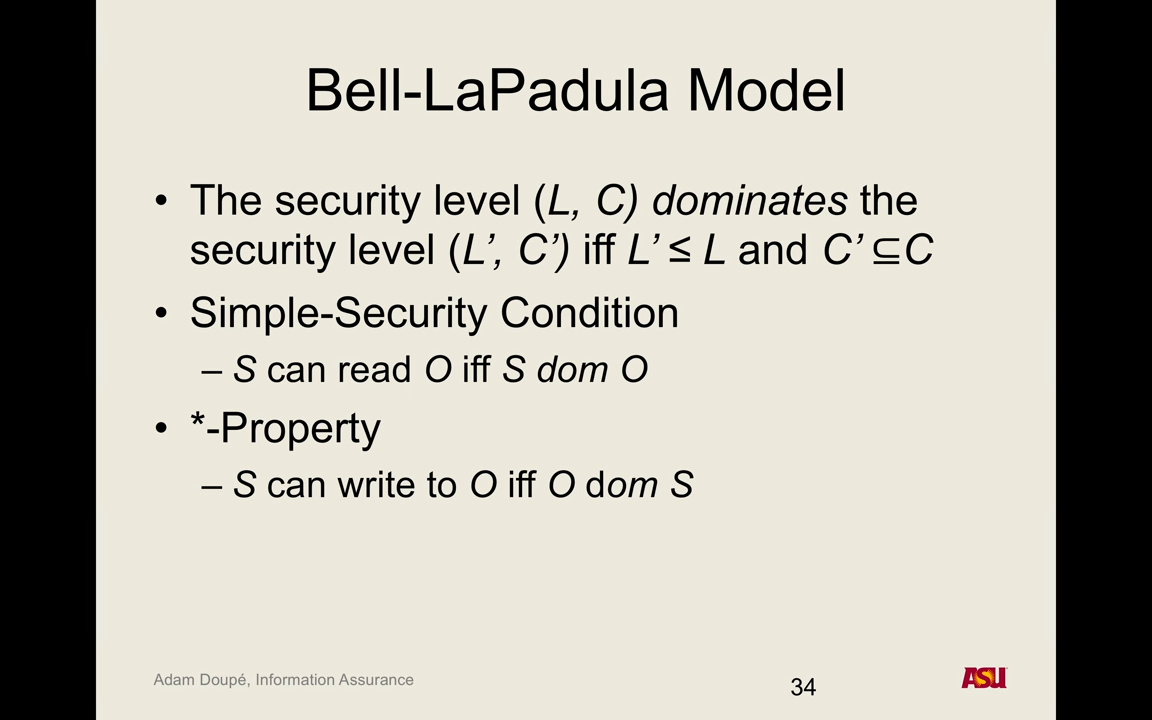 Bell-LaPadula Model
• The security level (L, C) dominates the
security level (L’, C’) iff L’ ≤ L and C’ ⊆C
• Simple-Security Condition
– S can read O iff S dom O
• *-Property
– S can write to O iff O dom S
Adam Doupé, Information Assurance
34
ASU